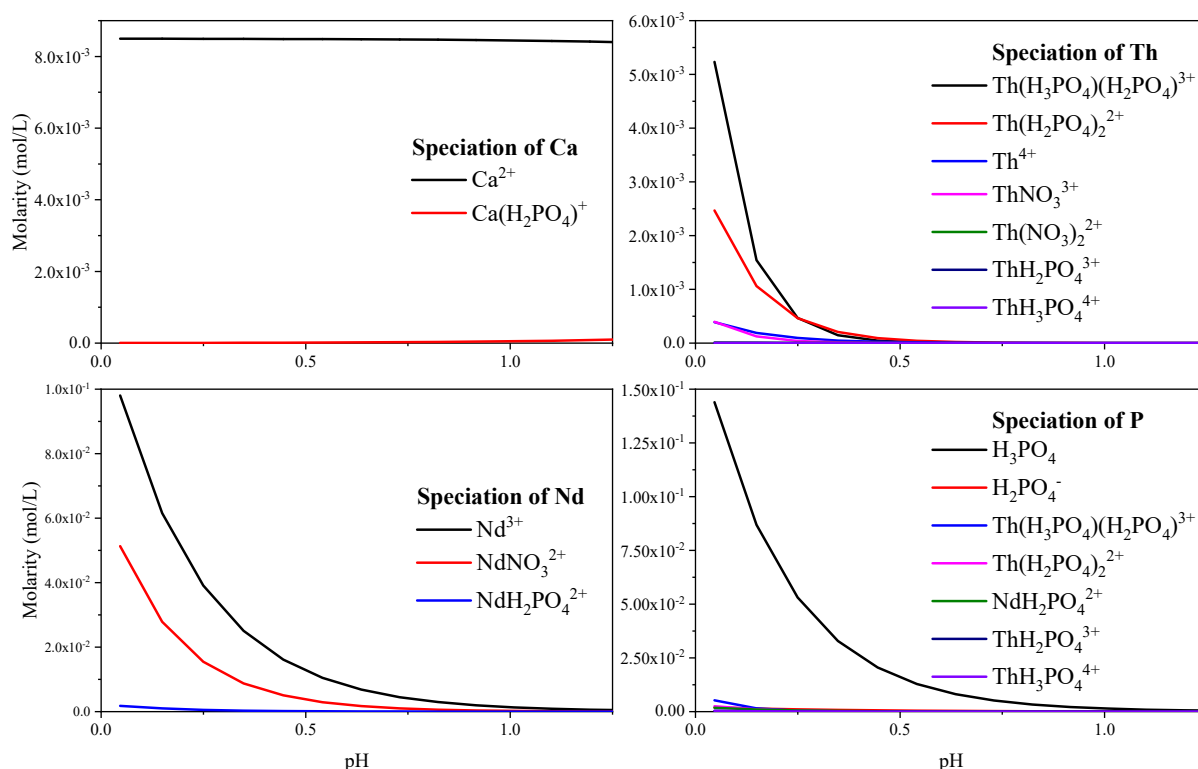 8.0x10⁻³
6.0x10⁻³
4.0x10⁻³
2.0x10⁻³
0.0
Molarity (mol/L)
Speciation of Ca
Ca²⁺
Ca(H₂PO₄)⁺
0.0 0.5 1.0
6.0x10⁻³
5.0x10⁻³
4.0x10⁻³
3.0x10⁻³
2.0x10⁻³
1.0x10⁻³
0.0
Speciation of Th
Th(H₃PO₄)(H₂PO₄)³⁺
Th(H₂PO₄)₂²⁺
Th⁴⁺
ThNO₃³⁺
Th(NO₃)₂²⁺
ThH₂PO₄³⁺
ThH₃PO₄⁴⁺
0.0 0.5 1.0
1.0x10⁻¹
8.0x10⁻²
6.0x10⁻²
4.0x10⁻²
2.0x10⁻²
0.0
Molarity (mol/L)
Speciation of Nd
Nd³⁺
NdNO₃²⁺
NdH₂PO₄²⁺
0.0 0.5 1.0
pH
1.50x10⁻¹
1.25x10⁻¹
1.00x10⁻¹
7.50x10⁻²
5.00x10⁻²
2.50x10⁻²
0.00
Speciation of P
H₃PO₄
H₂PO₄⁻
Th(H₃PO₄)(H₂PO₄)³⁺
Th(H₂PO₄)₂²⁺
NdH₂PO₄²⁺
ThH₂PO₄³⁺
ThH₃PO₄⁴⁺
0.0 0.5 1.0
pH